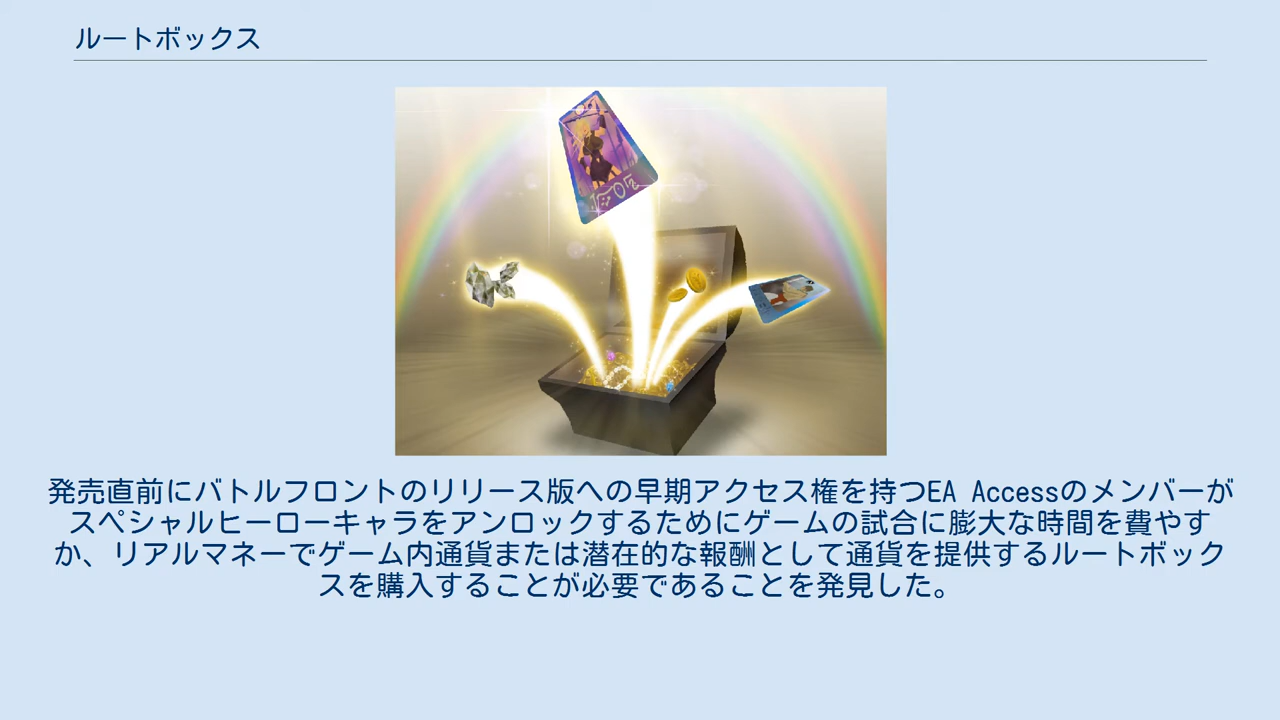 ルートボックス
発売直前にバトルフロントのリリース版への早期アクセス権を持つEA Accessのメンバーが
スペシャルヒーローキャラをアンロックするためにゲームの試合に膨大な時間を費やす
か、リアルマネーでゲーム内通貨または潜在的な報酬として通貨を提供するルートボック
スを購入することが必要であることを発見した。